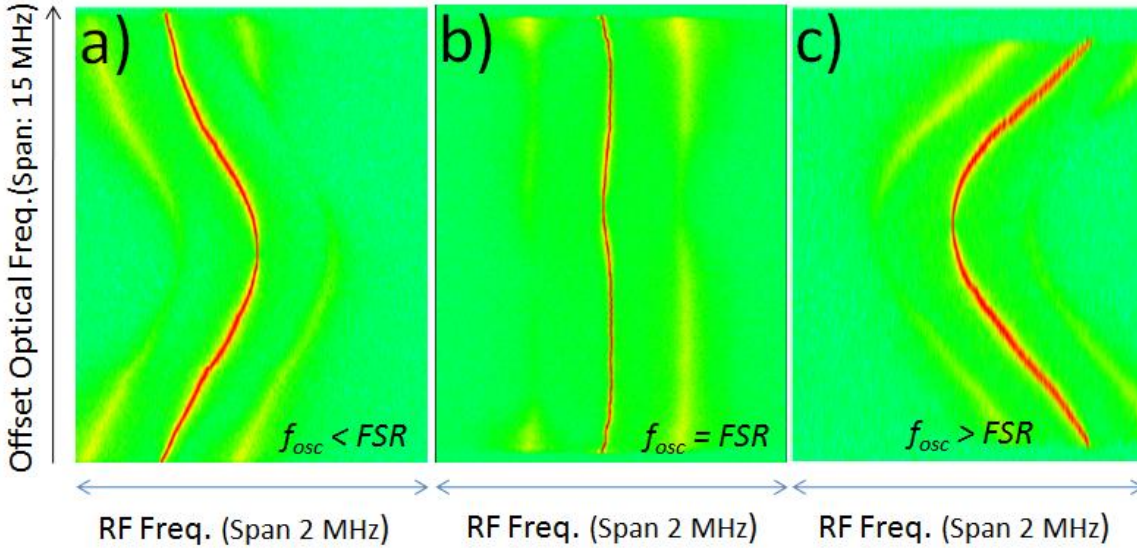 Offset Optical Freq.(Span: 15 MHz)
a)
b)
c)
fosc < FSR
fosc = FSR
fosc > FSR
RF Freq. (Span 2 MHz)
RF Freq. (Span 2 MHz)
RF Freq. (Span 2 MHz)